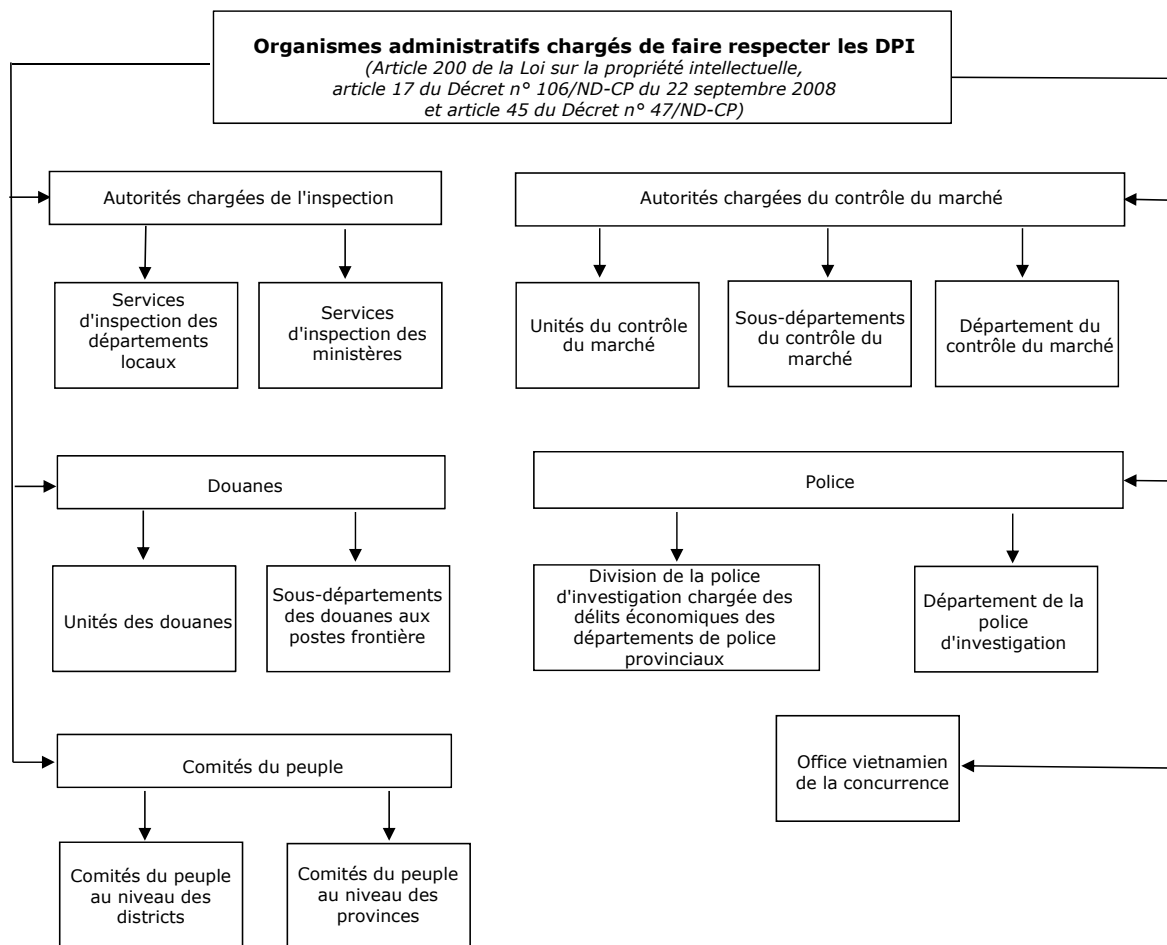 Organismes administratifs chargés de faire respecter les DPI
(Article 200 de la Loi sur la propriété intellectuelle,
article 17 du Décret n° 106/ND-CP du 22 septembre 2008
et article 45 du Décret n° 47/ND-CP)
Autorités chargées de l'inspection
Autorités chargées du contrôle du marché
Services
d'inspection des
départements
locaux
Services
d'inspection des
ministères
Unités du contrôle
du marché
Sous-départements
du contrôle du
marché
Département du
contrôle du marché
Douanes
Police
Unités des douanes
Sous-départements
des douanes aux
postes frontière
Division de la police
d'investigation chargée des
délits économiques des
départements de police
provinciaux
Département de la
police
d'investigation
Comités du peuple
Office vietnamien
de la concurrence
Comités du peuple
au niveau des
districts
Comités du peuple
au niveau des
provinces